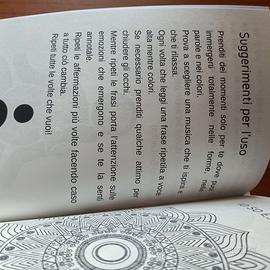 Suggerimenti per l'uso
Prenditi dei momenti solo per te dove puoi
immergerti totalmente nelle forme, nelle
parole e nei colori.
Prova a scegliere una musica che ti ispira e
che ti rilassa.
Ogni volta che leggi una frase ripetila a voce
alta mentre colori.
Se necessario prenditi qualche attimo per
chiudere gli occhi.
Mentre ripeti le frasi porta l'attenzione sulle
emozioni che emergono e se te la senti
annotale.
Ripeti le affermazioni più volte facendo caso
a tutto ciò cambia.
Ripeti tutte le volte che vuoi!